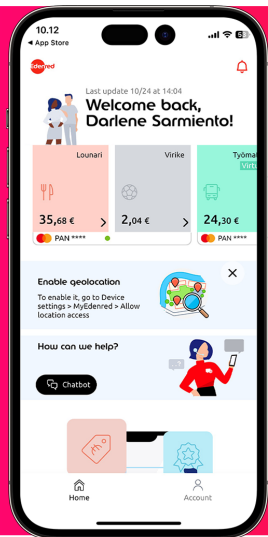 10.12
App Store
Edenred
Last update 10/24 at 14:04
Welcome back,
Darlene Sarmiento!
Lounari
Virike
35,68 €
2,04 €
24,30 €
PAN ****
PAN ****
Enable geolocation
To enable it, go to Device
settings > MyEdenred > Allow
location access
How can we help?
Chatbot
Home
Account